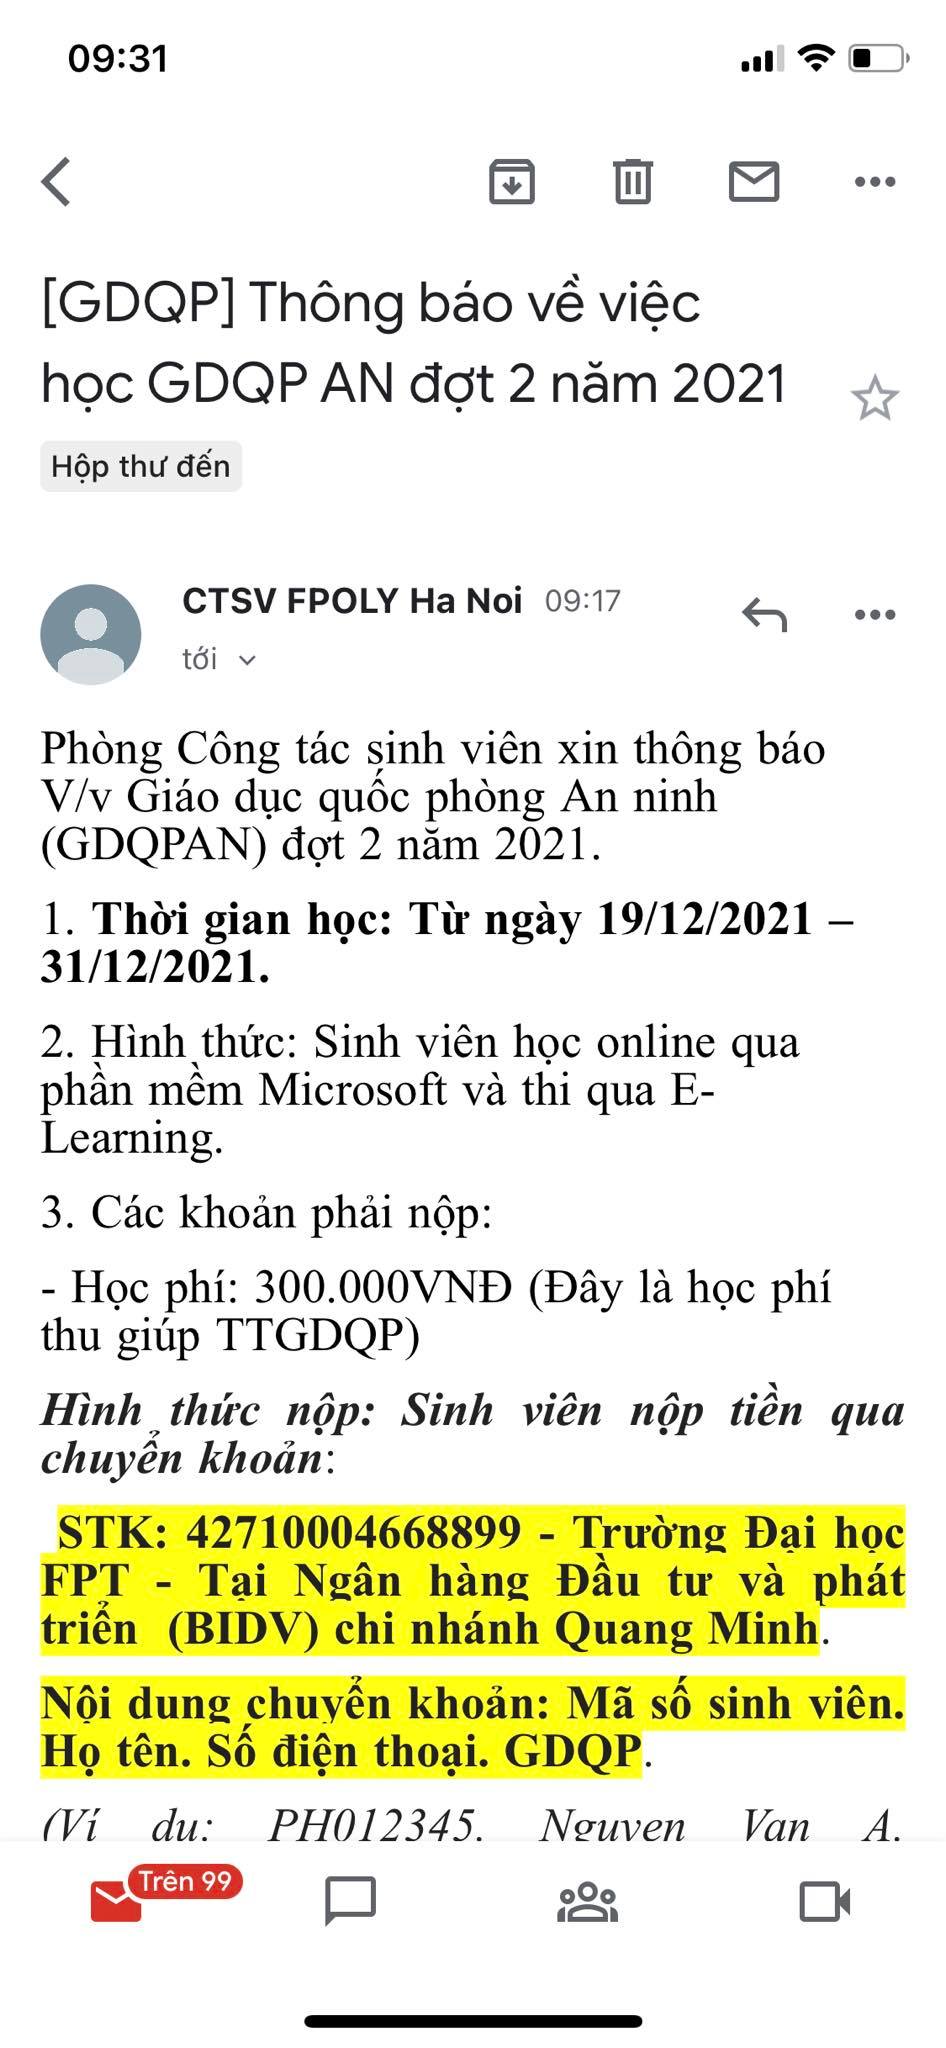 09:31
[GDQP] Thông báo về việc
học GDQP AN đợt 2 năm 2021
Hộp thư đến
CTSV FPOLY Ha Noi 09:17
tới
Phòng Công tác sinh viên xin thông báo
V/v Giáo dục quốc phòng An ninh
(GDQPAN) đợt 2 năm 2021.
1. Thời gian học: Từ ngày 19/12/2021 –
31/12/2021.
2. Hình thức: Sinh viên học online qua
phần mềm Microsoft và thi qua E-
Learning.
3. Các khoản phải nộp:
- Học phí: 300.000VNĐ (Đây là học phí
thu giúp TTGDQP)
Hình thức nộp: Sinh viên nộp tiền qua
chuyển khoản:
STK: 42710004668899 - Trường Đại học
FPT - Tại Ngân hàng Đầu tư và phát
triển (BIDV) chi nhánh Quang Minh.
Nội dung chuyển khoản: Mã số sinh viên.
Họ tên. Số điện thoại. GDQP.
(Ví dụ: PH012345. Nguyen Van A.
Trên 99